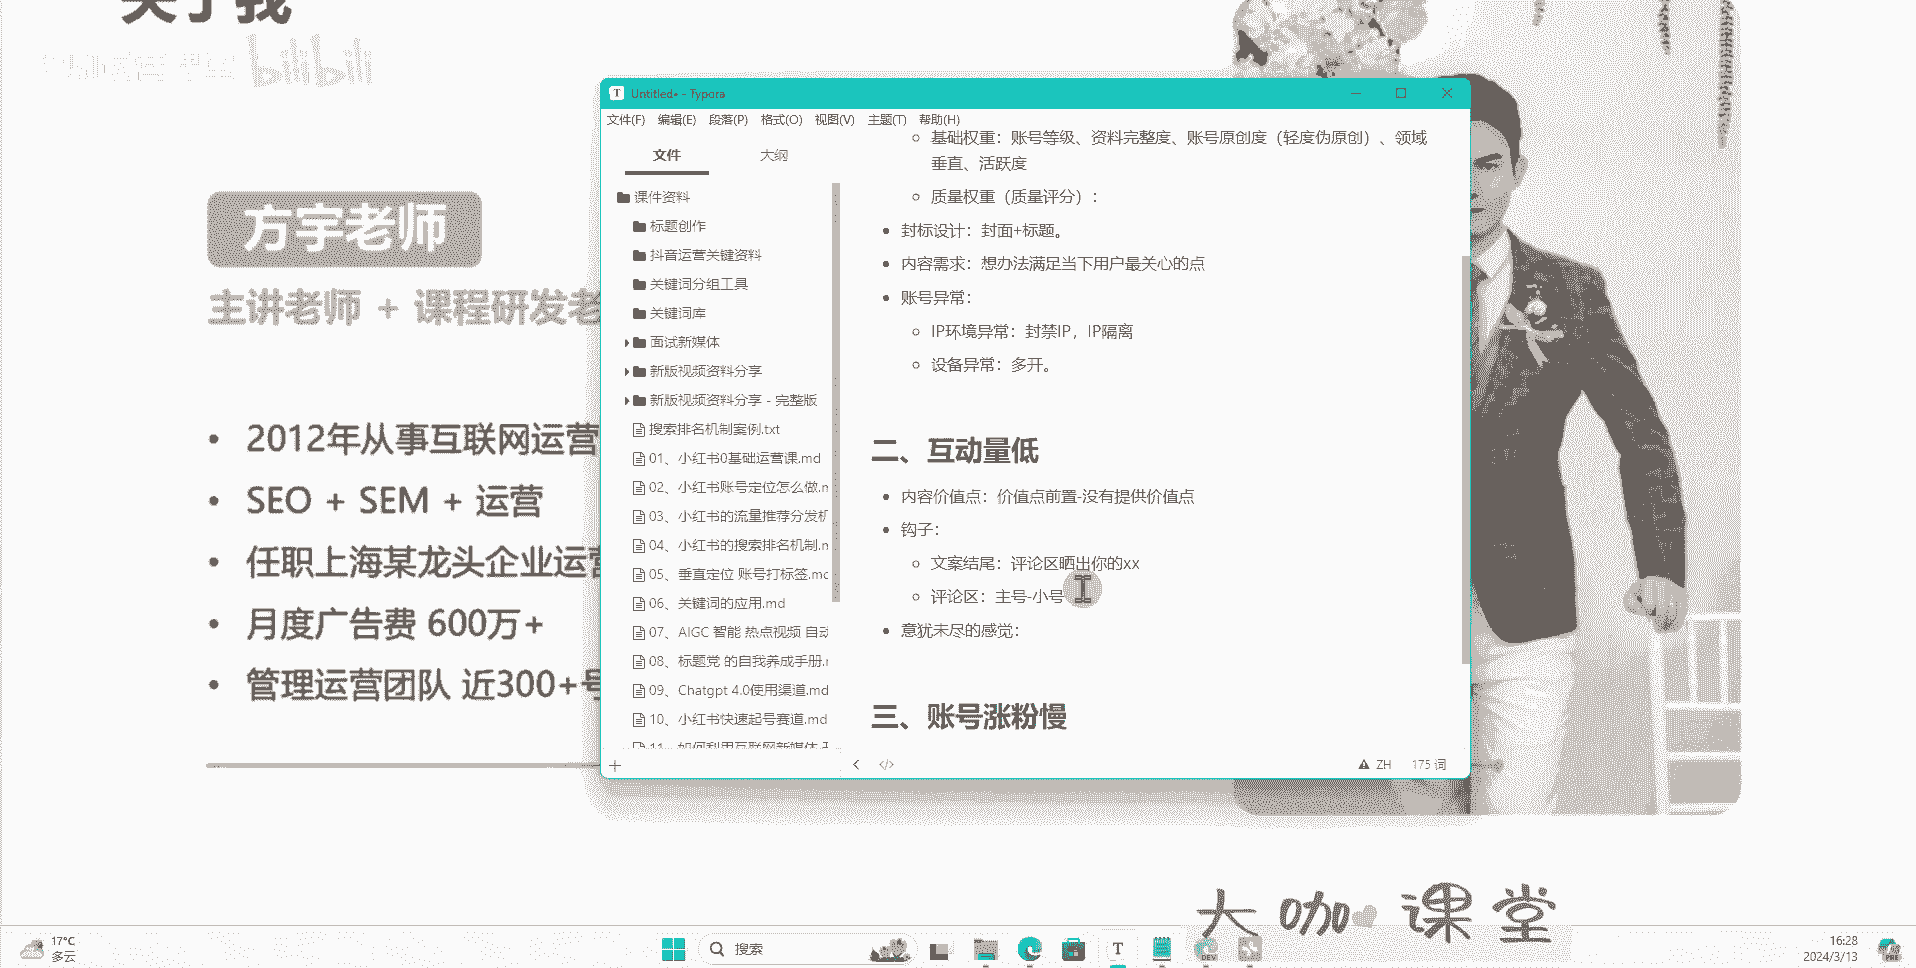 关于我
bilibili
方宇老师
主讲老师 + 课程研发老
2012年从事互联网运营
SEO + SEM + 运营
任职上海某龙头企业运营
月度广告费 600万+
管理运营团队 近300+号
T Untitled• - Typora
文件(F) 编辑(E) 段落(P) 格式(O) 视图(V) 主题(T) 帮助(H)
文件 大纲
课件资料
标题创作
抖音运营关键资料
关键词分组工具
关键词库
面试新媒体
新版视频资料分享
新版视频资料分享 - 完整版
搜索排名机制案例.txt
01、小红书0基础运营课.md
02、小红书账号定位怎么做.m
03、小红书的流量推荐分发机
04、小红书的搜索排名机制.m
05、垂直定位 账号打标签.md
06、关键词的应用.md
07、AIGC 智能 热点视频 自动
08、标题党 的自我养成手册.m
09、Chatgpt 4.0使用渠道.md
10、小红书快速起号赛道.md
11、如何利用互联网新媒体
基础权重：账号等级、资料完整度、账号原创度（轻度伪原创）、领域
垂直、活跃度
质量权重（质量评分）：
封标设计：封面+标题。
内容需求：想办法满足当下用户最关心的点
账号异常：
IP环境异常：封禁IP，IP隔离
设备异常：多开。
二、互动量低
内容价值点：价值点前置-没有提供价值点
钩子：
文案结尾：评论区晒出你的xx
评论区：主号-小号
意犹未尽的感觉：
三、账号涨粉慢
ZH 175 词
大咖课堂
17°C
多云
搜索
T
DEV
16:28
2024/3/13
PRE